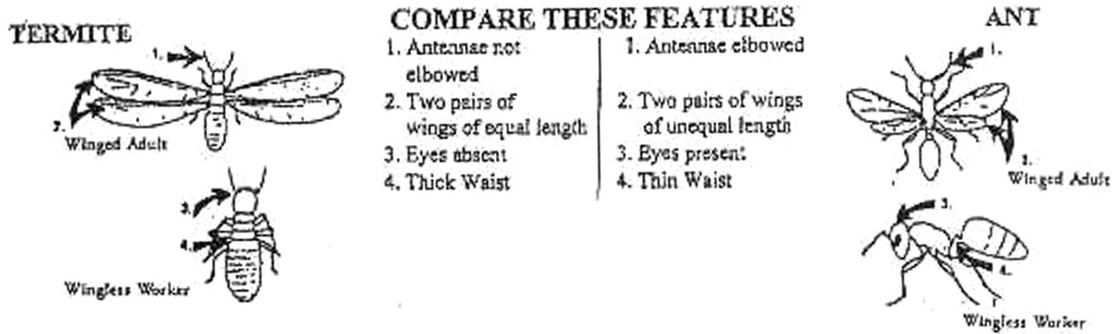 COMPARE THESE FEATURES
TERMITE
1.
2.
Winged Adult
3.
4.
Wingless Worker
1. Antennae not
elbowed
2. Two pairs of
wings of equal length
3. Eyes absent
4. Thick Waist
1. Antennae elbowed
2. Two pairs of wings
of unequal length
3. Eyes present
4. Thin Waist
ANT
1.
2.
Winged Adult
3.
4.
Wingless Worker